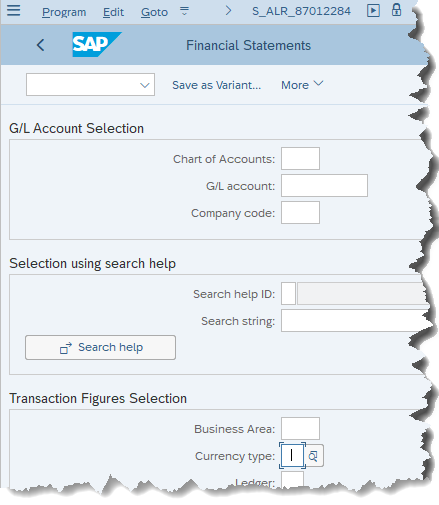 Program Edit Goto S_ALR_87012284
SAP Financial Statements
Save as Variant... More
G/L Account Selection
Chart of Accounts:
G/L account:
Company code:
Selection using search help
Search help ID:
Search string:
Search help
Transaction Figures Selection
Business Area:
Currency type:
Ledger: